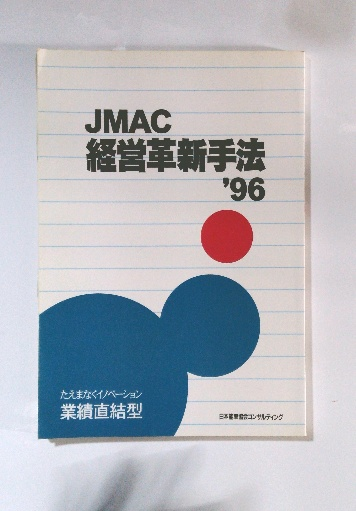 JMAC
経営革新手法
'96
たえまなくイノベーション
業績直結型
日本能率協会コンサルティング